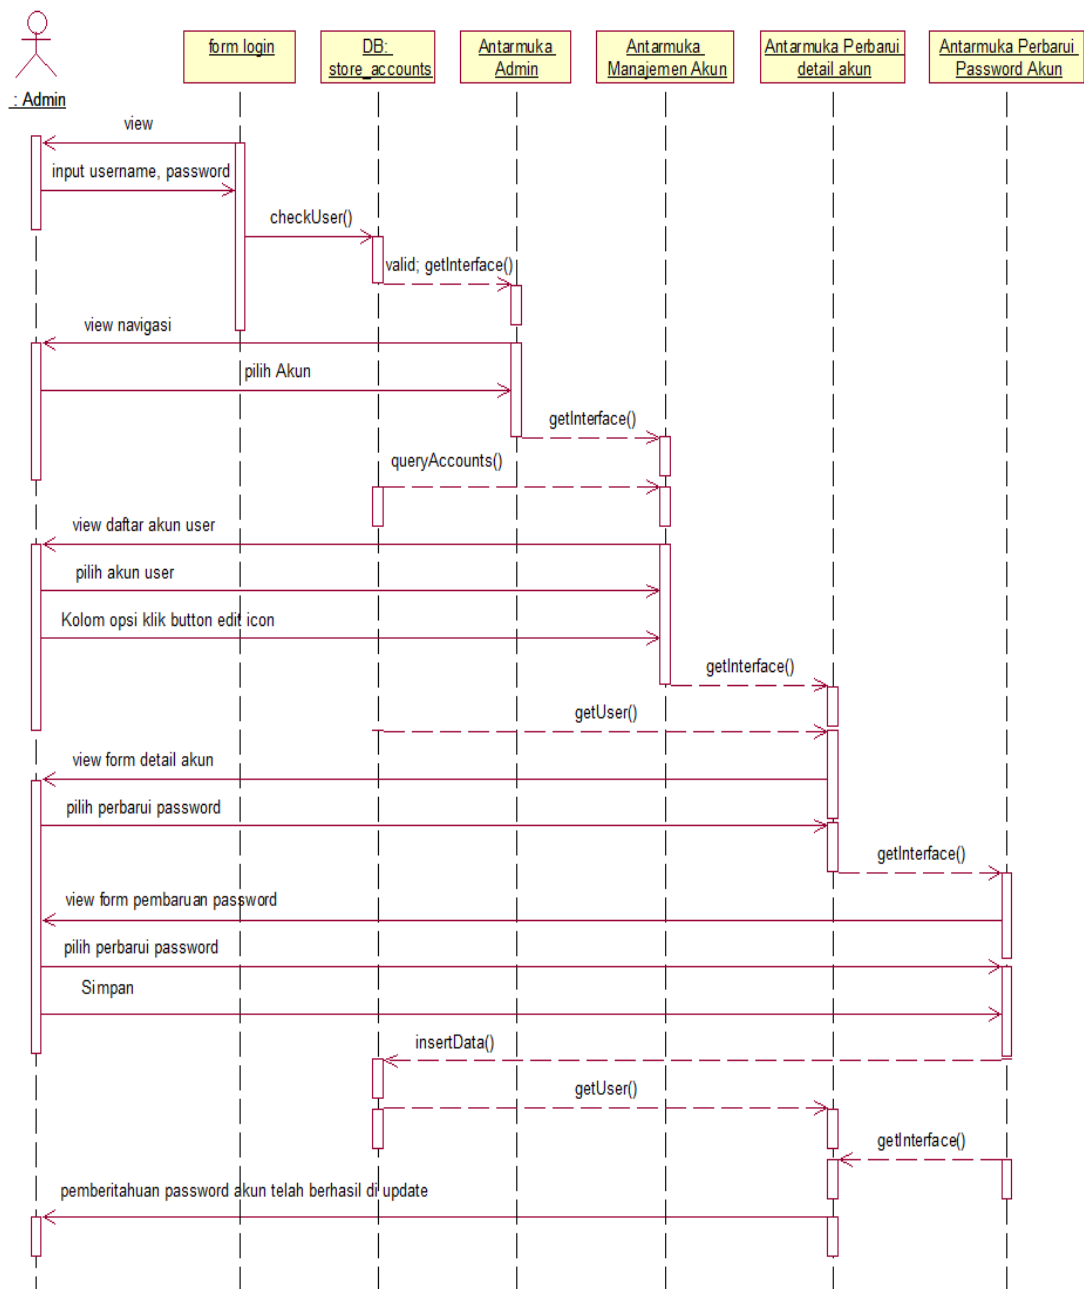 : Admin
form login
DB:
store_accounts
Antarmuka
Admin
Antarmuka
Manajemen Akun
Antarmuka Perbarui
detail akun
Antarmuka Perbarui
Password Akun
view
input username, password
checkUser()
valid; getInterface()
view navigasi
pilih Akun
getInterface()
queryAccounts()
view daftar akun user
pilih akun user
Kolom opsi klik button edit icon
getInterface()
getUser()
view form detail akun
pilih perbarui password
getInterface()
view form pembaruan password
pilih perbarui password
Simpan
insertData()
getUser()
getInterface()
pemberitahuan password akun telah berhasil di update